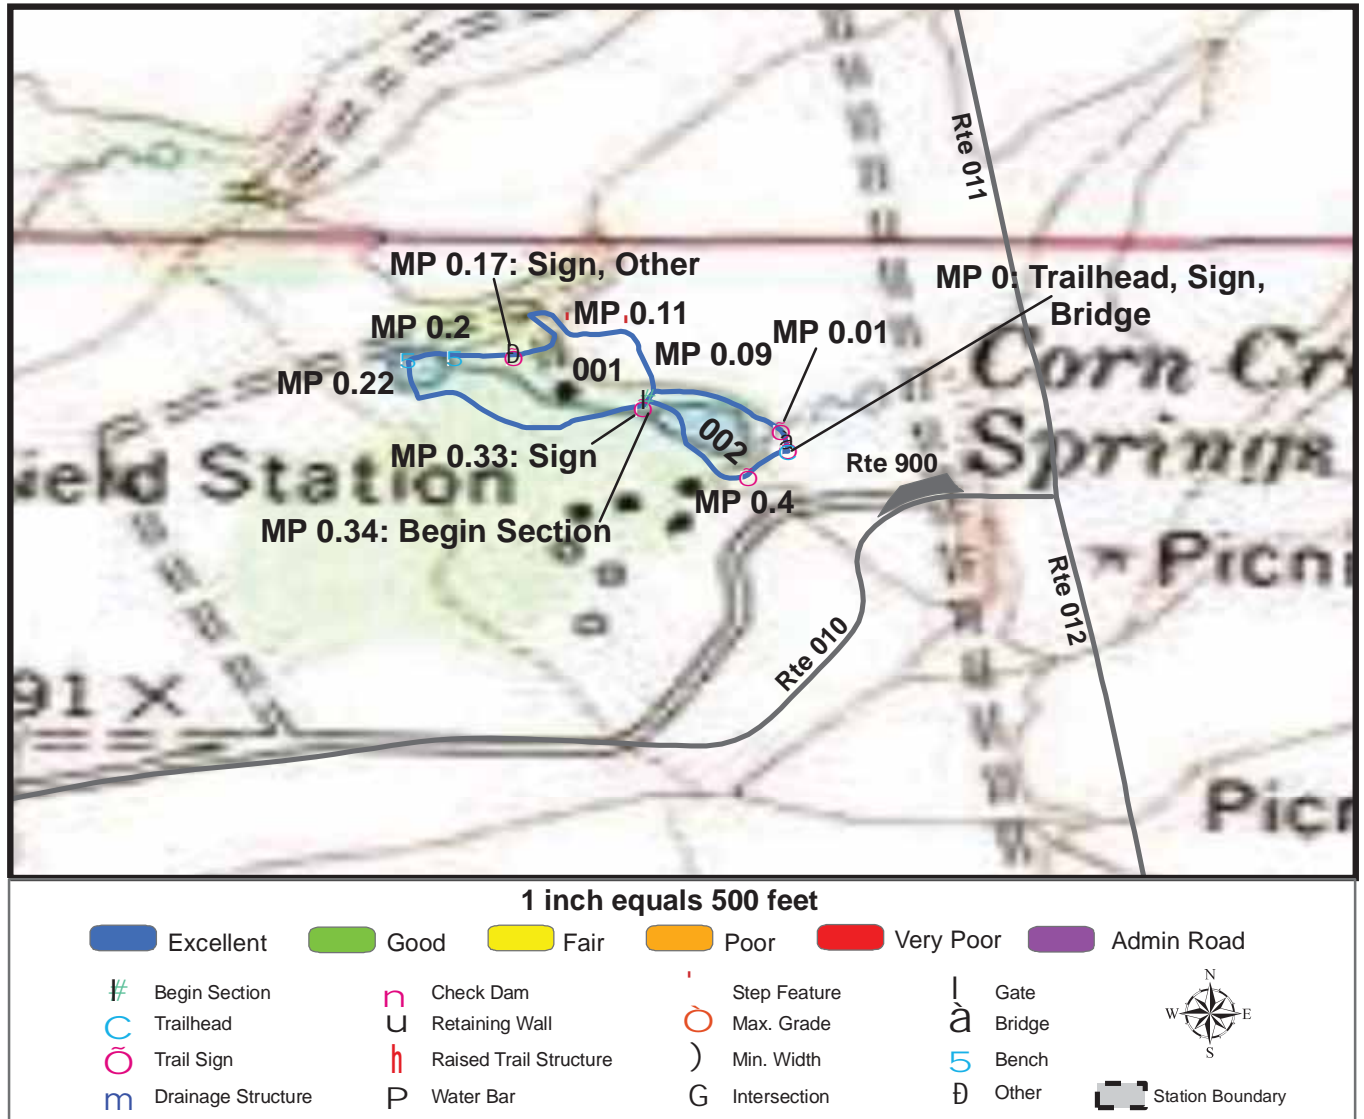 Rte 011
MP 0.17: Sign, Other
MP 0: Trailhead, Sign,
Bridge
MP 0.2
MP 0.11
MP 0.01
MP 0.09
001
MP 0.22
Corn Cr
Springs
002
MP 0.33: Sign
Rte 900
ield Station
MP 0.4
MP 0.34: Begin Section
Picni
Rte 012
Rte 010
91
Picr
1 inch equals 500 feet
Excellent Good Fair Poor Very Poor Admin Road
Begin Section Check Dam Step Feature Gate
Trailhead Retaining Wall Max. Grade Bridge
Trail Sign Raised Trail Structure Min. Width Bench
Drainage Structure Water Bar Intersection Other Station Boundary
N
W E
S